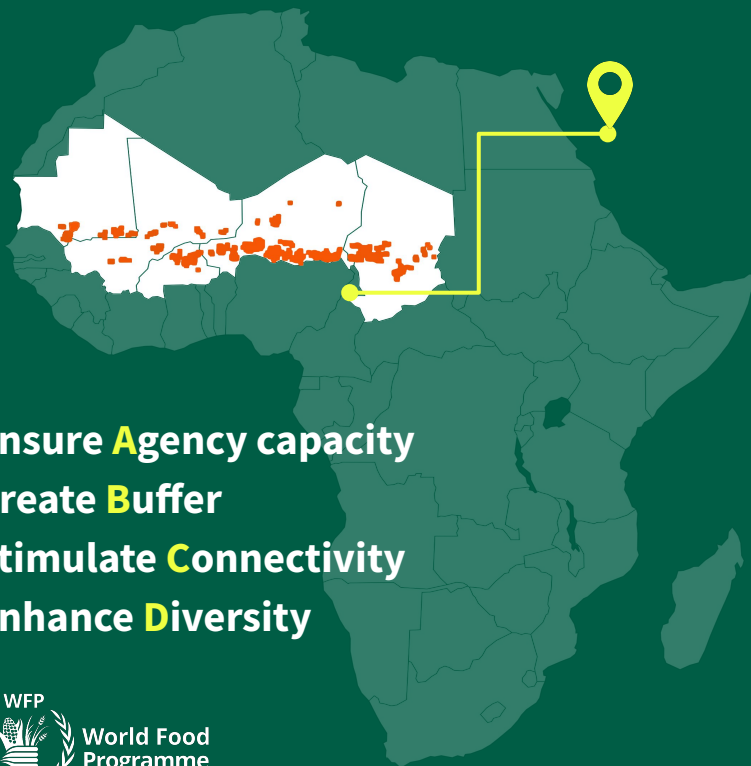 nsure Agency capacity
reate Buffer
timulate Connectivity
nhance Diversity
WFP
World Food
Programme